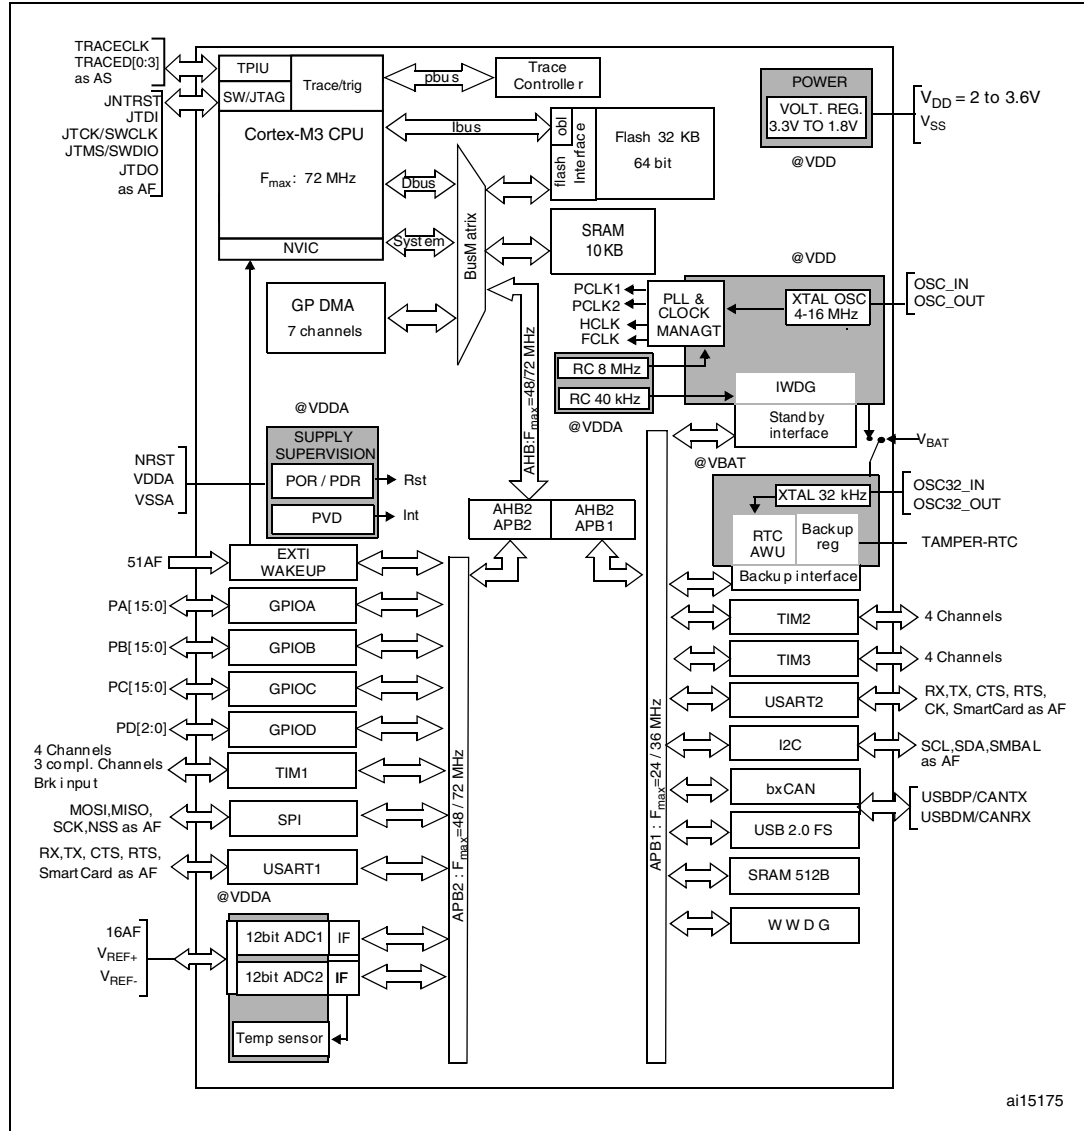 TRACECLK
TRACED[0:3]
as AS
JNTRST
JTDI
JTCK/SWCLK
JTMS/SWDIO
JTDO
as AF
TPIU
SW/JTAG
Trace/trig
Cortex-M3 CPU
Fmax: 72 MHz
NVIC
pbus
Trace
Controller
Ibus
Dbus
System
BusMatrix
obl
flash
Interface
Flash 32 KB
64 bit
SRAM
10KB
GP DMA
7 channels
POWER
VOLT. REG.
3.3V TO 1.8V
@VDD
VDD = 2 to 3.6V
VSS
@VDD
PCLK1
PCLK2
HCLK
FCLK
PLL &
CLOCK
MANAGT
XTAL OSC
4-16 MHz
OSC_IN
OSC_OUT
RC 8 MHz
RC 40 kHz
@VDDA
IWDG
Standby
interface
VBAT
@VBAT
XTAL 32 kHz
OSC32_IN
OSC32_OUT
RTC
AWU
Backup
reg
TAMPER-RTC
Backup interface
AHB:Fmax=48/72 MHz
@VDDA
SUPPLY
SUPERVISION
POR / PDR
Rst
PVD
Int
NRST
VDDA
VSSA
AHB2
APB2
AHB2
APB1
51AF
EXTI
WAKEUP
PA[15:0]
GPIOA
PB[15:0]
GPIOB
PC[15:0]
GPIOC
PD[2:0]
GPIOD
4 Channels
3 compl. Channels
Brk input
TIM1
MOSI,MISO,
SCK,NSS as AF
SPI
RX,TX, CTS, RTS,
SmartCard as AF
USART1
@VDDA
16AF
VREF+
VREF-
12bit ADC1
IF
12bit ADC2
IF
Temp sensor
APB2 : Fmax=48 / 72 MHz
APB1 : Fmax=24 / 36 MHz
TIM2
4 Channels
TIM3
4 Channels
USART2
RX,TX, CTS, RTS,
CK, SmartCard as AF
I2C
SCL,SDA,SMBAL
as AF
bxCAN
USBDP/CANTX
USBDM/CANRX
USB 2.0 FS
SRAM 512B
WWDG
ai15175